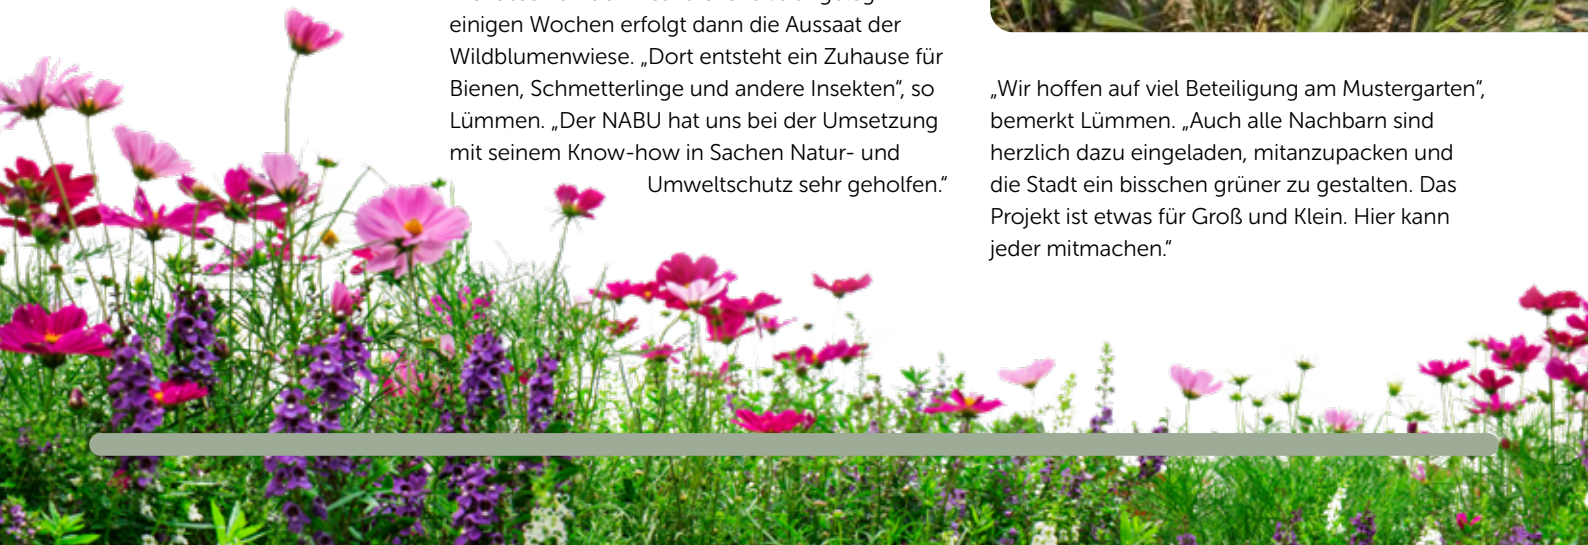 einigen Wochen erfolgt dann die Aussaat der
Wildblumenwiese. „Dort entsteht ein Zuhause für
Bienen, Schmetterlinge und andere Insekten“, so
Lümmen. „Der NABU hat uns bei der Umsetzung
mit seinem Know-how in Sachen Natur- und
Umweltschutz sehr geholfen.“
„Wir hoffen auf viel Beteiligung am Mustergarten“,
bemerkt Lümmen. „Auch alle Nachbarn sind
herzlich dazu eingeladen, mitanzupacken und
die Stadt ein bisschen grüner zu gestalten. Das
Projekt ist etwas für Groß und Klein. Hier kann
jeder mitmachen.“